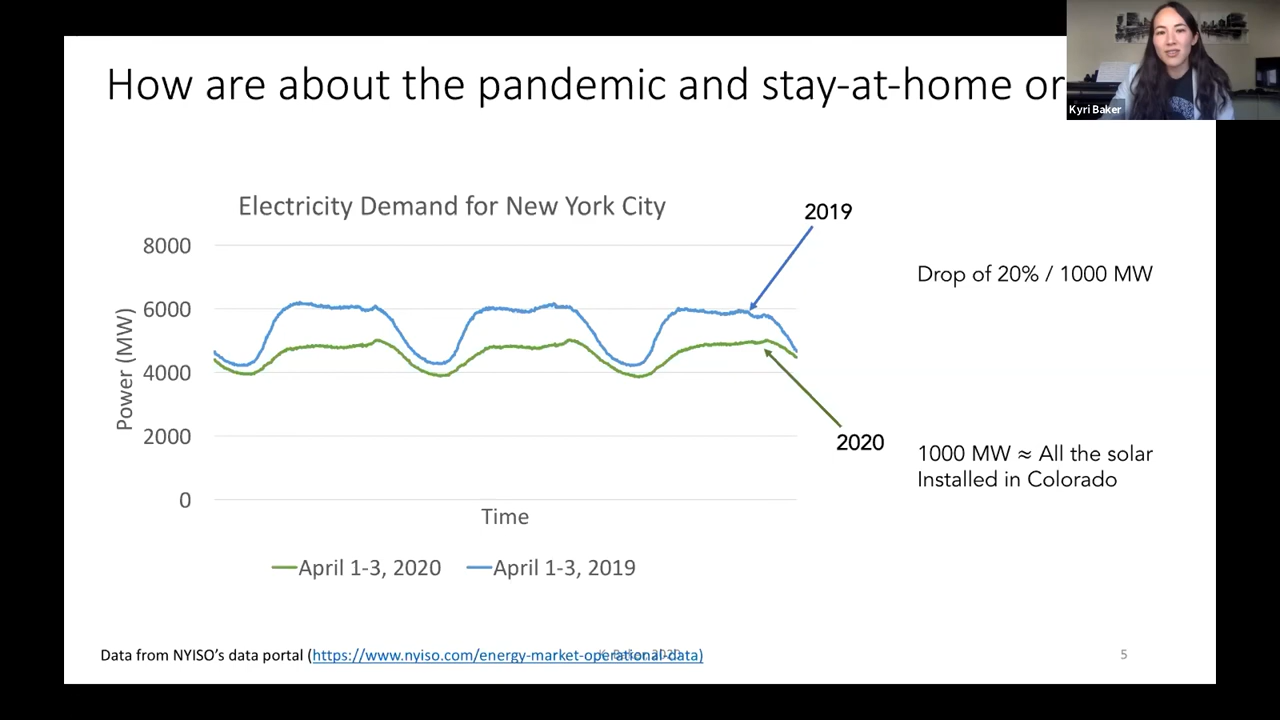 How are about the pandemic and stay-at-home or
Kyri Baker
Electricity Demand for New York City
2019
8000
Drop of 20% / 1000 MW
6000
Power (MW)
4000
2000
2020
1000 MW ≈ All the solar
Installed in Colorado
0
Time
April 1-3, 2020
April 1-3, 2019
Data from NYISO’s data portal (https://www.nyiso.com/energy-market-operational-data)
5